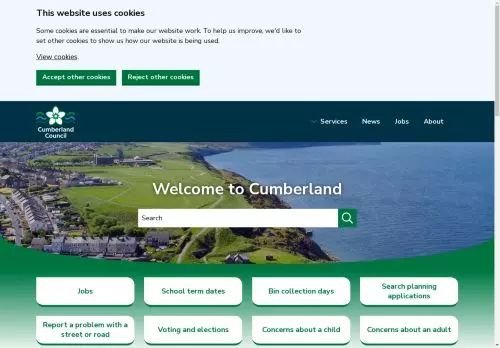 This website uses cookies
Some cookies are essential to make our website work. To help us improve, we'd like to
set other cookies to show us how our website is being used.
View cookies.
Accept other cookies
Reject other cookies
Cumberland
Council
Services
News
Jobs
About
Welcome to Cumberland
Search
Jobs
School term dates
Bin collection days
Search planning
applications
Report a problem with a
street or road
Voting and elections
Concerns about a child
Concerns about an adult